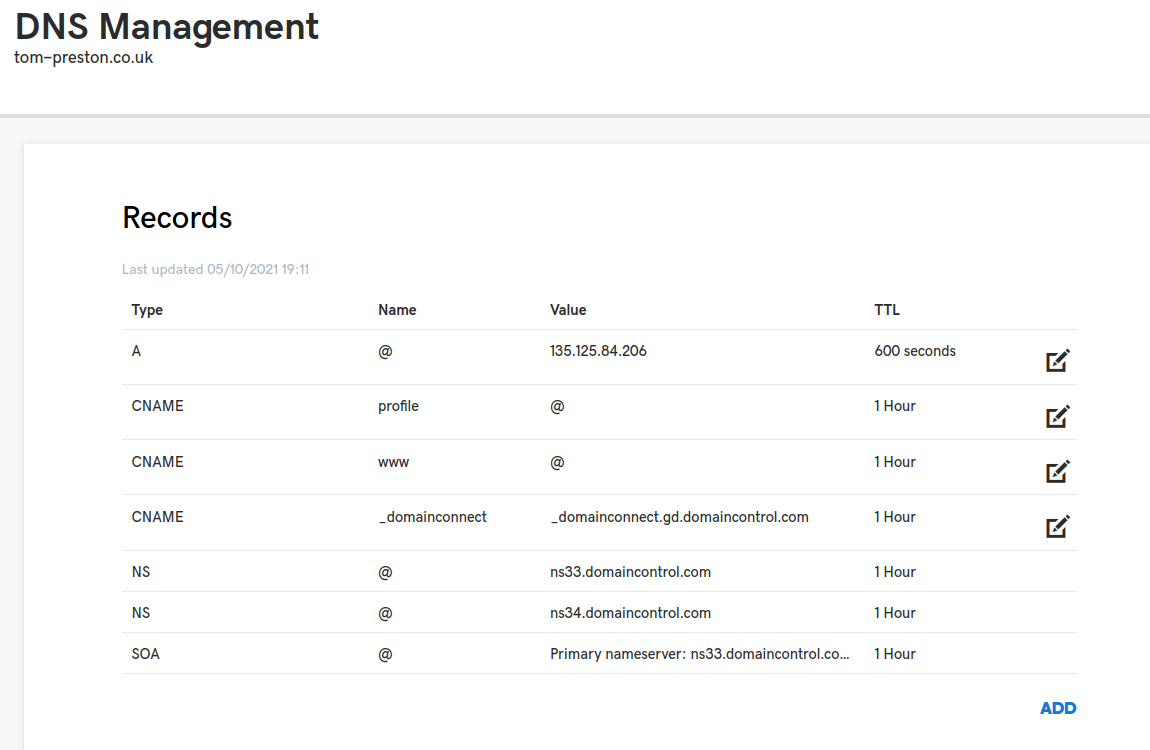 DNS Management
tom-preston.co.uk
Records
Last updated 05/10/2021 19:11
Type Name Value TTL
A @ 135.125.84.206 600 seconds
CNAME profile @ 1 Hour
CNAME www @ 1 Hour
CNAME _domainconnect _domainconnect.gd.domaincontrol.com 1 Hour
NS @ ns33.domaincontrol.com 1 Hour
NS @ ns34.domaincontrol.com 1 Hour
SOA @ Primary nameserver: ns33.domaincontrol.co... 1 Hour
ADD